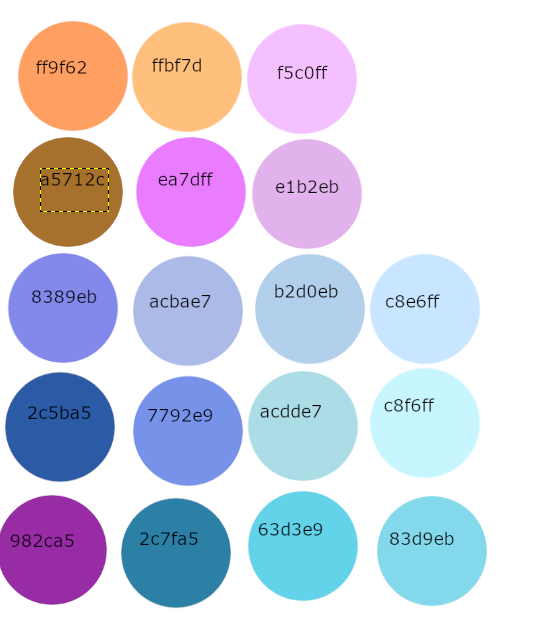 ff9f62
ffbf7d
f5c0ff
a5712c
ea7dff
e1b2eb
8389eb
acbae7
b2d0eb
c8e6ff
2c5ba5
7792e9
acdde7
c8f6ff
982ca5
2c7fa5
63d3e9
83d9eb